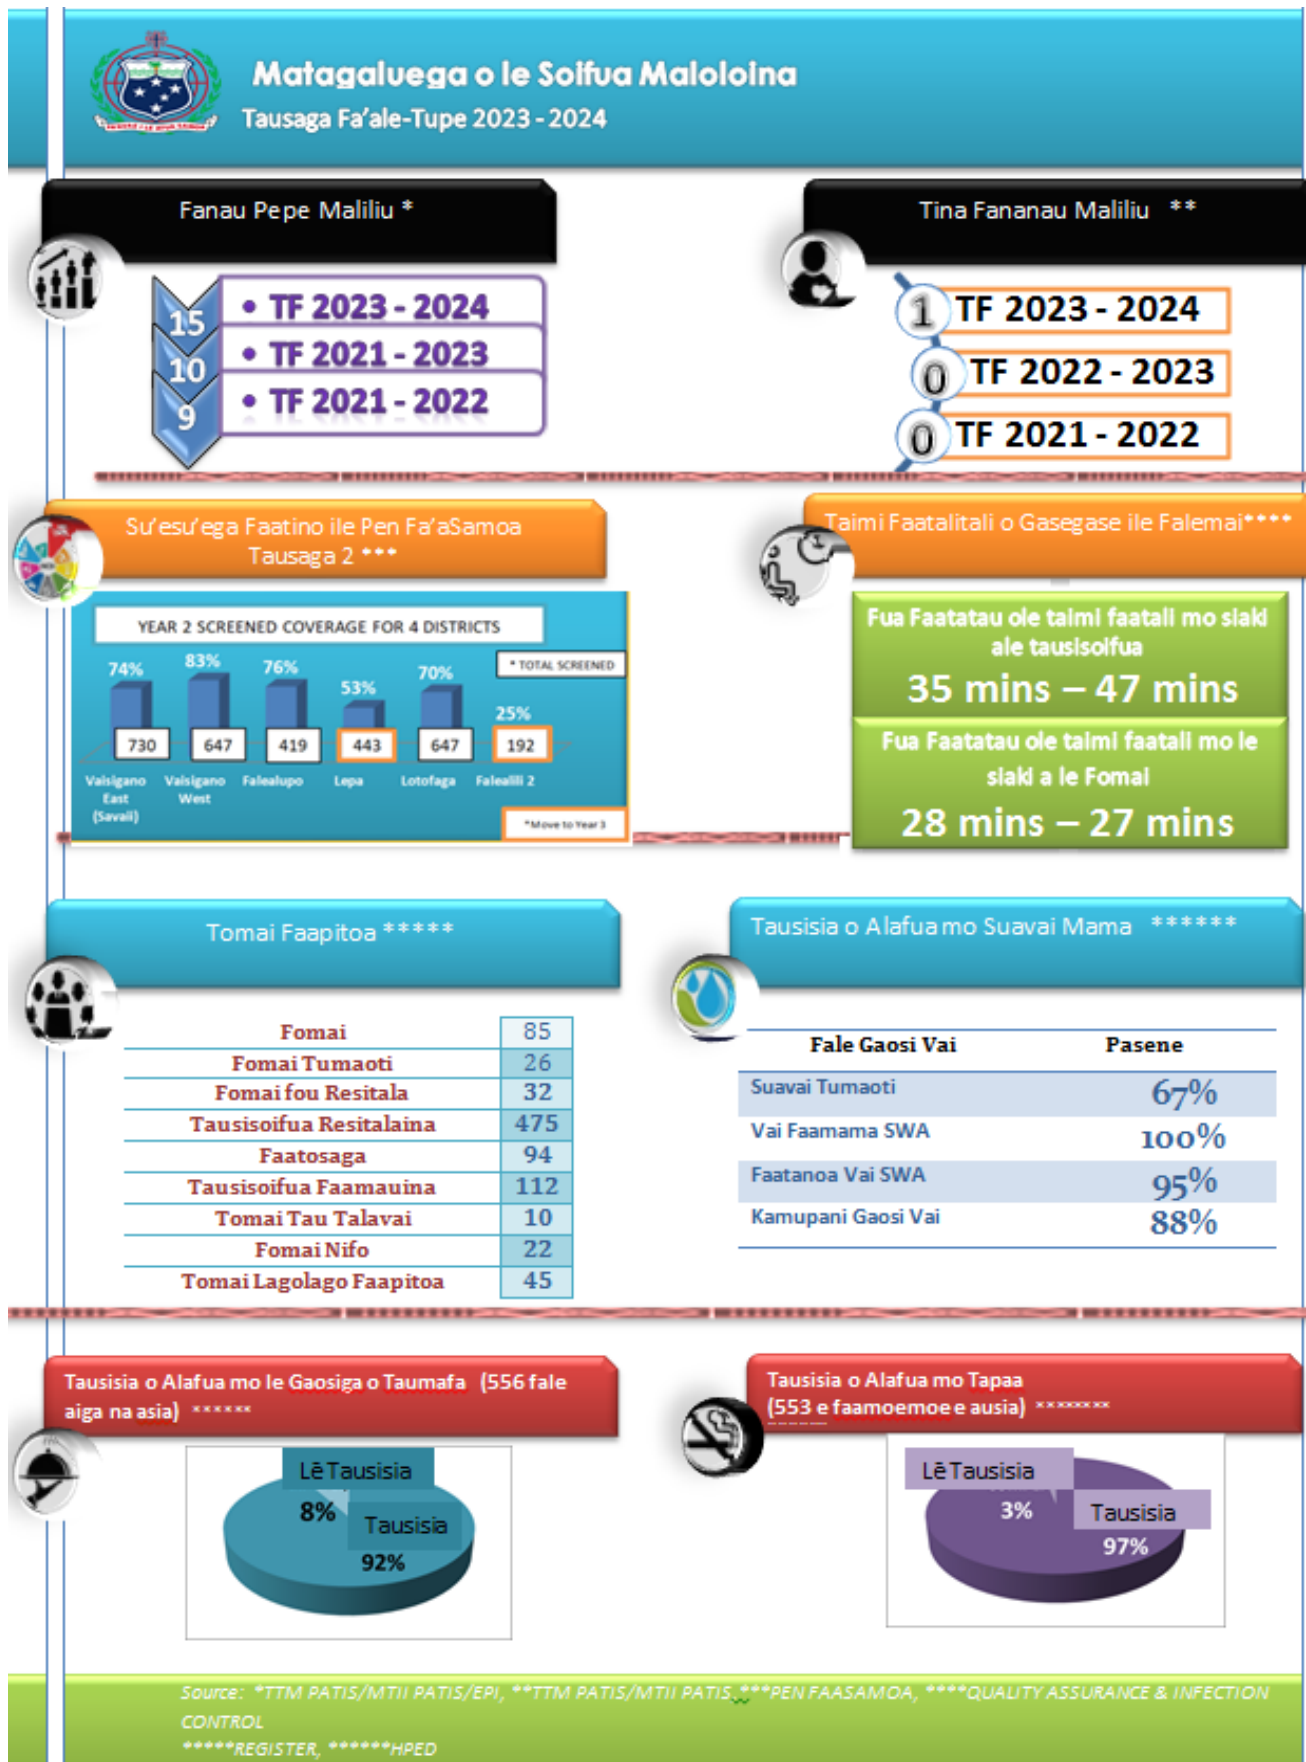 Matagaluega o le Soifua Maloloina
Tausaga Fa'ale-Tupe 2023 - 2024
Fanau Pepe Maliliu *
15 • TF 2023 - 2024
10 • TF 2021 - 2023
9 • TF 2021 - 2022
Tina Fananau Maliliu **
1 TF 2023 - 2024
0 TF 2022 - 2023
0 TF 2021 - 2022
Su'esu'ega Faatino ile Pen Fa'aSamoa
Tausaga 2 ***
YEAR 2 SCREENED COVERAGE FOR 4 DISTRICTS
* TOTAL SCREENED
74% 83% 76% 53% 70% 25%
730 647 419 443 647 192
Vaisigano East (Savaii) Vaisigano West Falealupo Lepa Lotofaga Falealili 2
*Move to Year 3
Taimi Faatalitali o Gasegase ile Falemai****
Fua Faatatau ole taimi faatali mo siaki
ale tausisoifua
35 mins – 47 mins
Fua Faatatau ole taimi faatali mo le
siaki a le Fomai
28 mins – 27 mins
Tomai Faapitoa *****
Fomai 85
Fomai Tumaoti 26
Fomai fou Resitala 32
Tausisoifua Resitalaina 475
Faatosaga 94
Tausisoifua Faamauina 112
Tomai Tau Talavai 10
Fomai Nifo 22
Tomai Lagolago Faapitoa 45
Tausisia o Alafua mo Suavai Mama ******
Fale Gaosi Vai Pasene
Suavai Tumaoti 67%
Vai Faamama SWA 100%
Faatanoa Vai SWA 95%
Kamupani Gaosi Vai 88%
Tausisia o Alafua mo le Gaosiga o Taumafa (556 fale
aiga na asia) ******
Lē Tausisia
8%
Tausisia
92%
Tausisia o Alafua mo Tapaa
(553 e faamoemoe e ausia) ********
Lē Tausisia
3%
Tausisia
97%
Source: *TTM PATIS/MTII PATIS/EPI, **TTM PATIS/MTII PATIS, ***PEN FAASAMOA, ****QUALITY ASSURANCE & INFECTION
CONTROL
*****REGISTER, ******HPED